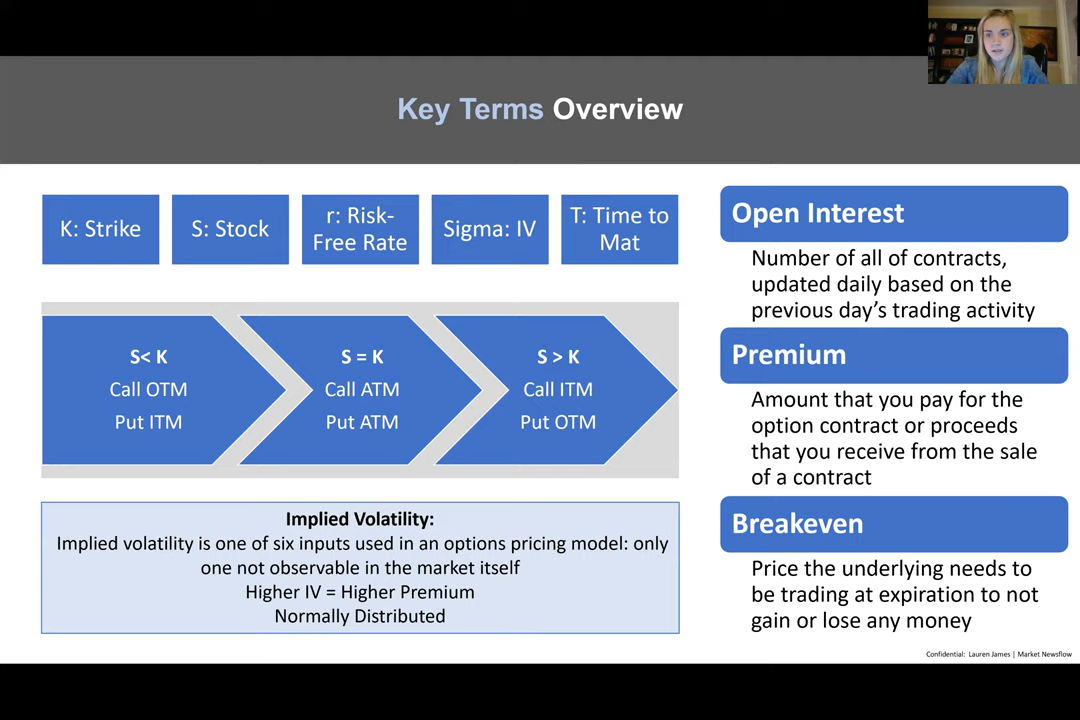 Key Terms Overview
K: Strike
S: Stock
r: Risk-
Free Rate
Sigma: IV
T: Time to
Mat
S< K
Call OTM
Put ITM
S = K
Call ATM
Put ATM
S > K
Call ITM
Put OTM
Implied Volatility:
Implied volatility is one of six inputs used in an options pricing model: only
one not observable in the market itself
Higher IV = Higher Premium
Normally Distributed
Open Interest
Number of all of contracts,
updated daily based on the
previous day’s trading activity
Premium
Amount that you pay for the
option contract or proceeds
that you receive from the sale
of a contract
Breakeven
Price the underlying needs to
be trading at expiration to not
gain or lose any money
Confidential: Lauren James | Market Newsflow